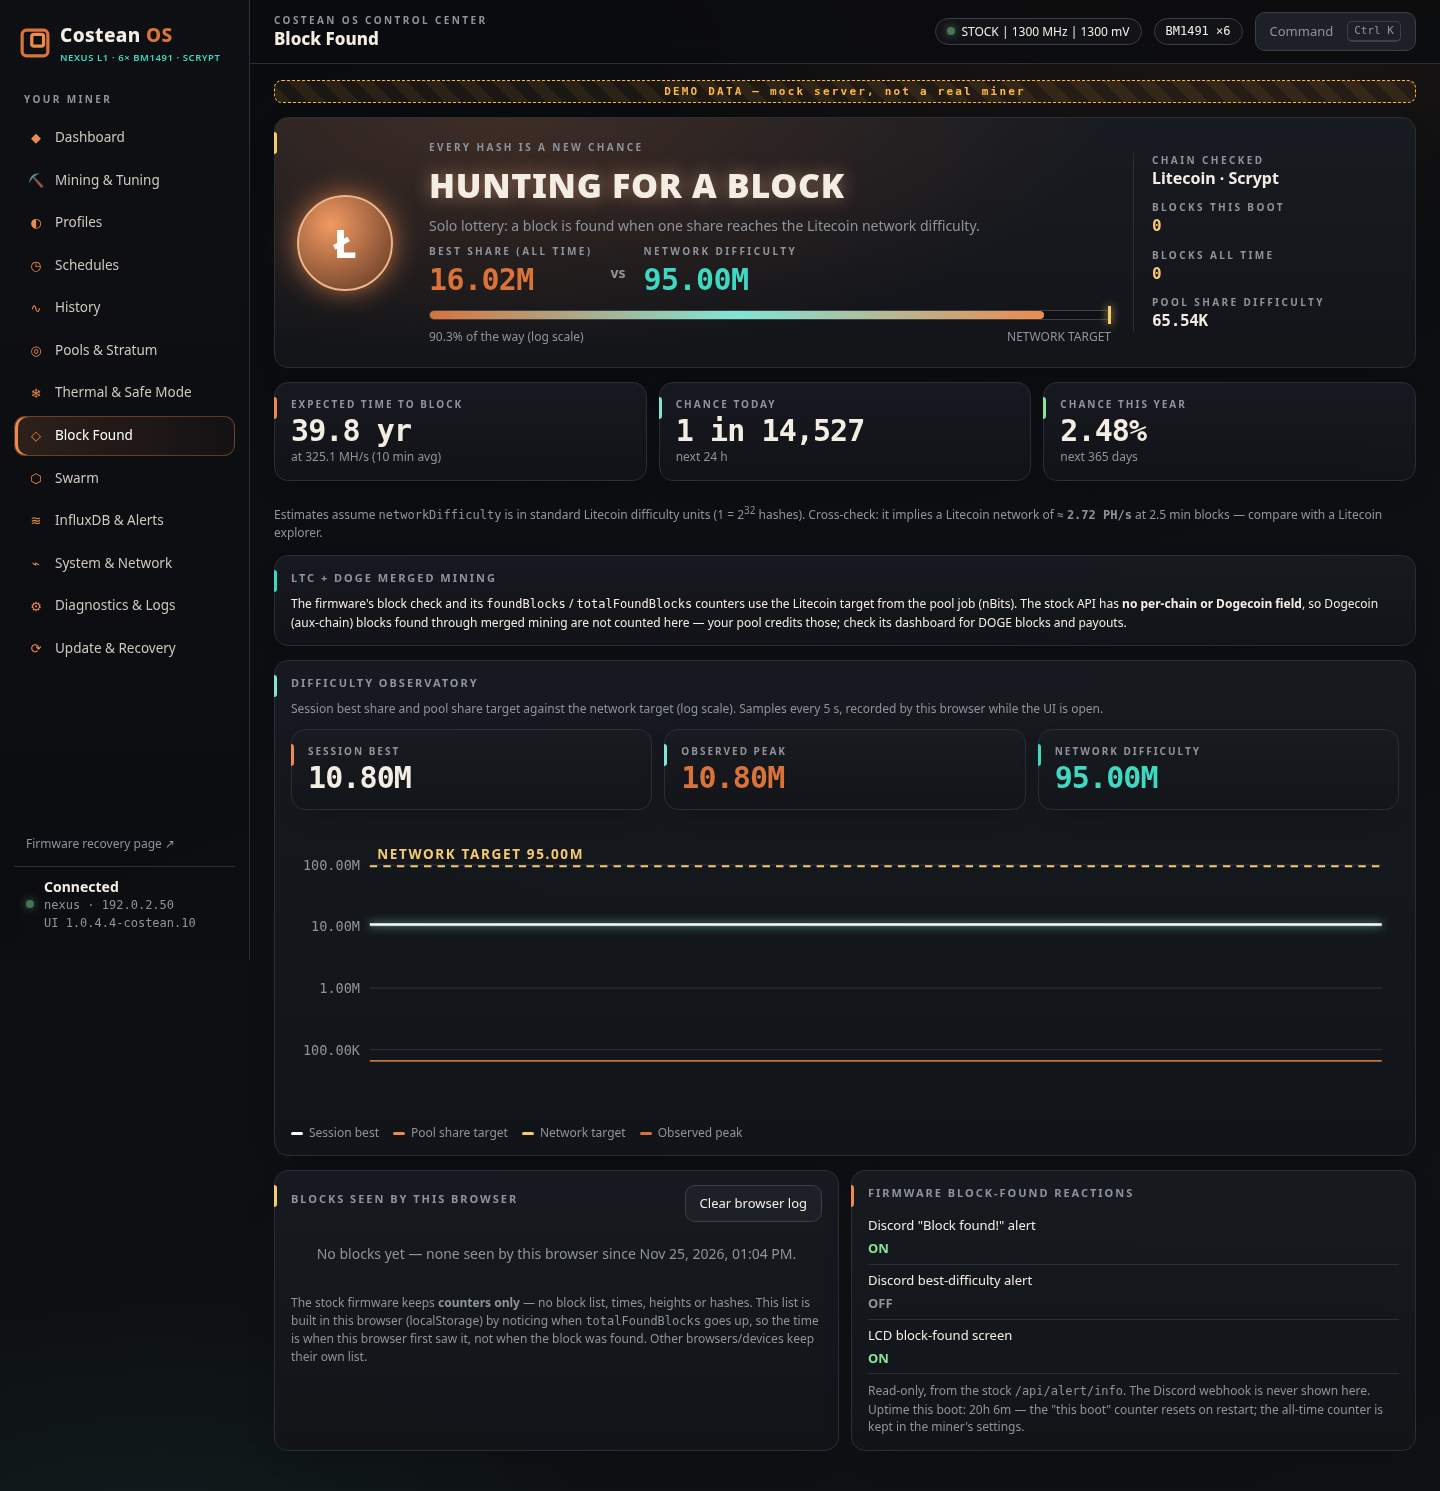 Costean OS
NEXUS L1 · 6× BM1491 · SCRYPT
YOUR MINER
Dashboard
Mining & Tuning
Profiles
Schedules
History
Pools & Stratum
Thermal & Safe Mode
Block Found
Swarm
InfluxDB & Alerts
System & Network
Diagnostics & Logs
Update & Recovery
Firmware recovery page ↗
Connected
nexus · 192.0.2.50
UI 1.0.4.4-costean.10
COSTEAN OS CONTROL CENTER
Block Found
STOCK | 1300 MHz | 1300 mV
BM1491 ×6
Command Ctrl K
DEMO DATA — mock server, not a real miner
Ł
EVERY HASH IS A NEW CHANCE
HUNTING FOR A BLOCK
Solo lottery: a block is found when one share reaches the Litecoin network difficulty.
BEST SHARE (ALL TIME)
16.02M
vs
NETWORK DIFFICULTY
95.00M
90.3% of the way (log scale)
NETWORK TARGET
CHAIN CHECKED
Litecoin · Scrypt
BLOCKS THIS BOOT
0
BLOCKS ALL TIME
0
POOL SHARE DIFFICULTY
65.54K
EXPECTED TIME TO BLOCK
39.8 yr
at 325.1 MH/s (10 min avg)
CHANCE TODAY
1 in 14,527
next 24 h
CHANCE THIS YEAR
2.48%
next 365 days
Estimates assume networkDifficulty is in standard Litecoin difficulty units (1 = 2³² hashes). Cross-check: it implies a Litecoin network of ≈ 2.72 PH/s at 2.5 min blocks — compare with a Litecoin
explorer.
LTC + DOGE MERGED MINING
The firmware's block check and its foundBlocks / totalFoundBlocks counters use the Litecoin target from the pool job (nBits). The stock API has no per-chain or Dogecoin field, so Dogecoin
(aux-chain) blocks found through merged mining are not counted here — your pool credits those; check its dashboard for DOGE blocks and payouts.
DIFFICULTY OBSERVATORY
Session best share and pool share target against the network target (log scale). Samples every 5 s, recorded by this browser while the UI is open.
SESSION BEST
10.80M
OBSERVED PEAK
10.80M
NETWORK DIFFICULTY
95.00M
NETWORK TARGET 95.00M
100.00M
10.00M
1.00M
100.00K
Session best
Pool share target
Network target
Observed peak
BLOCKS SEEN BY THIS BROWSER
Clear browser log
No blocks yet — none seen by this browser since Nov 25, 2026, 01:04 PM.
The stock firmware keeps counters only — no block list, times, heights or hashes. This list is
built in this browser (localStorage) by noticing when totalFoundBlocks goes up, so the time
is when this browser first saw it, not when the block was found. Other browsers/devices keep
their own list.
FIRMWARE BLOCK-FOUND REACTIONS
Discord "Block found!" alert
ON
Discord best-difficulty alert
OFF
LCD block-found screen
ON
Read-only, from the stock /api/alert/info. The Discord webhook is never shown here.
Uptime this boot: 20h 6m — the "this boot" counter resets on restart; the all-time counter is
kept in the miner's settings.